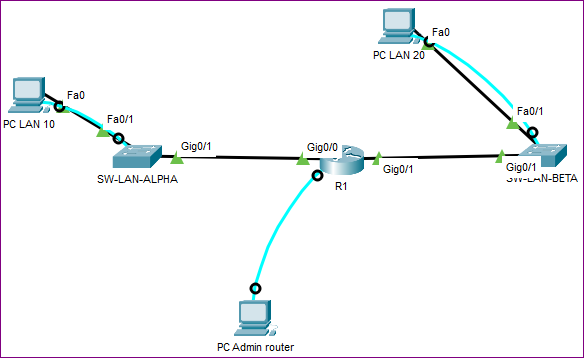 Fa0
PC LAN 20
Fa0
Fa0/1
PC LAN 10
Fa0/1
Gig0/1
SW-LAN-ALPHA
Gig0/0
Gig0/1
R1
Gig0/1
SW-LAN-BETA
PC Admin router